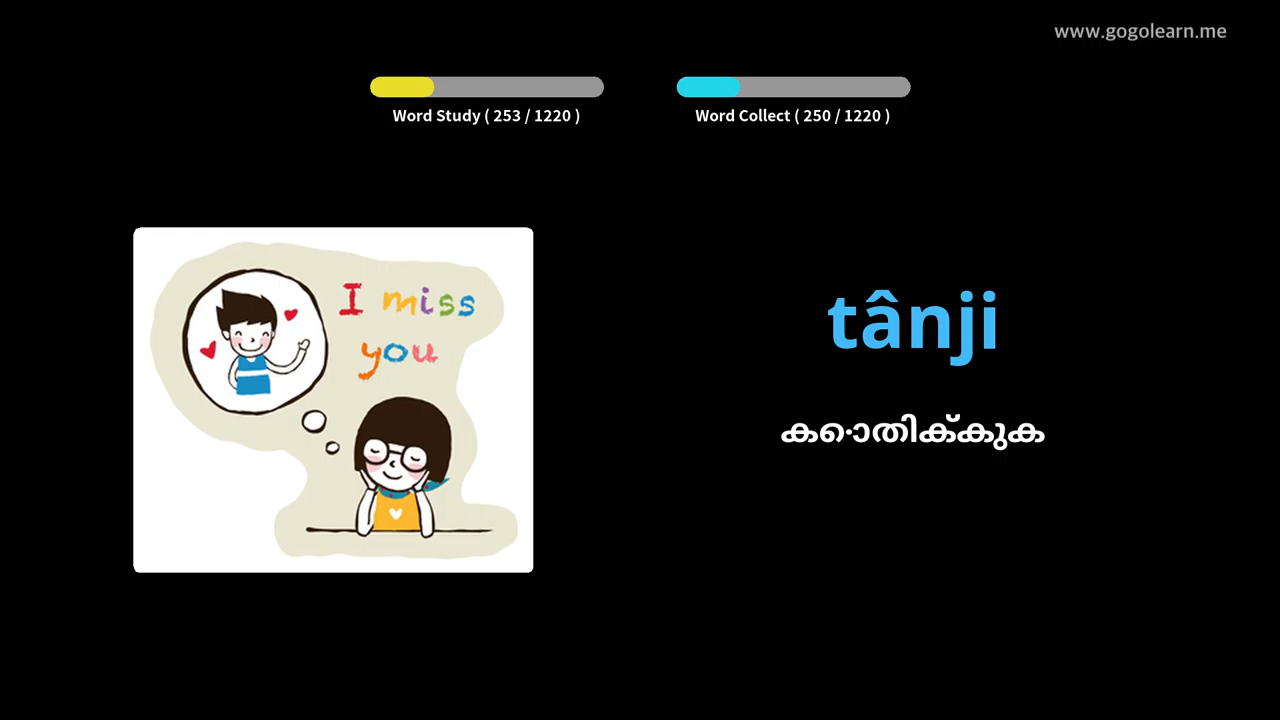 www.gogolearn.me
Word Study ( 253 / 1220 )
Word Collect ( 250 / 1220 )
I miss
you
tânji
കൊതിക്കുക